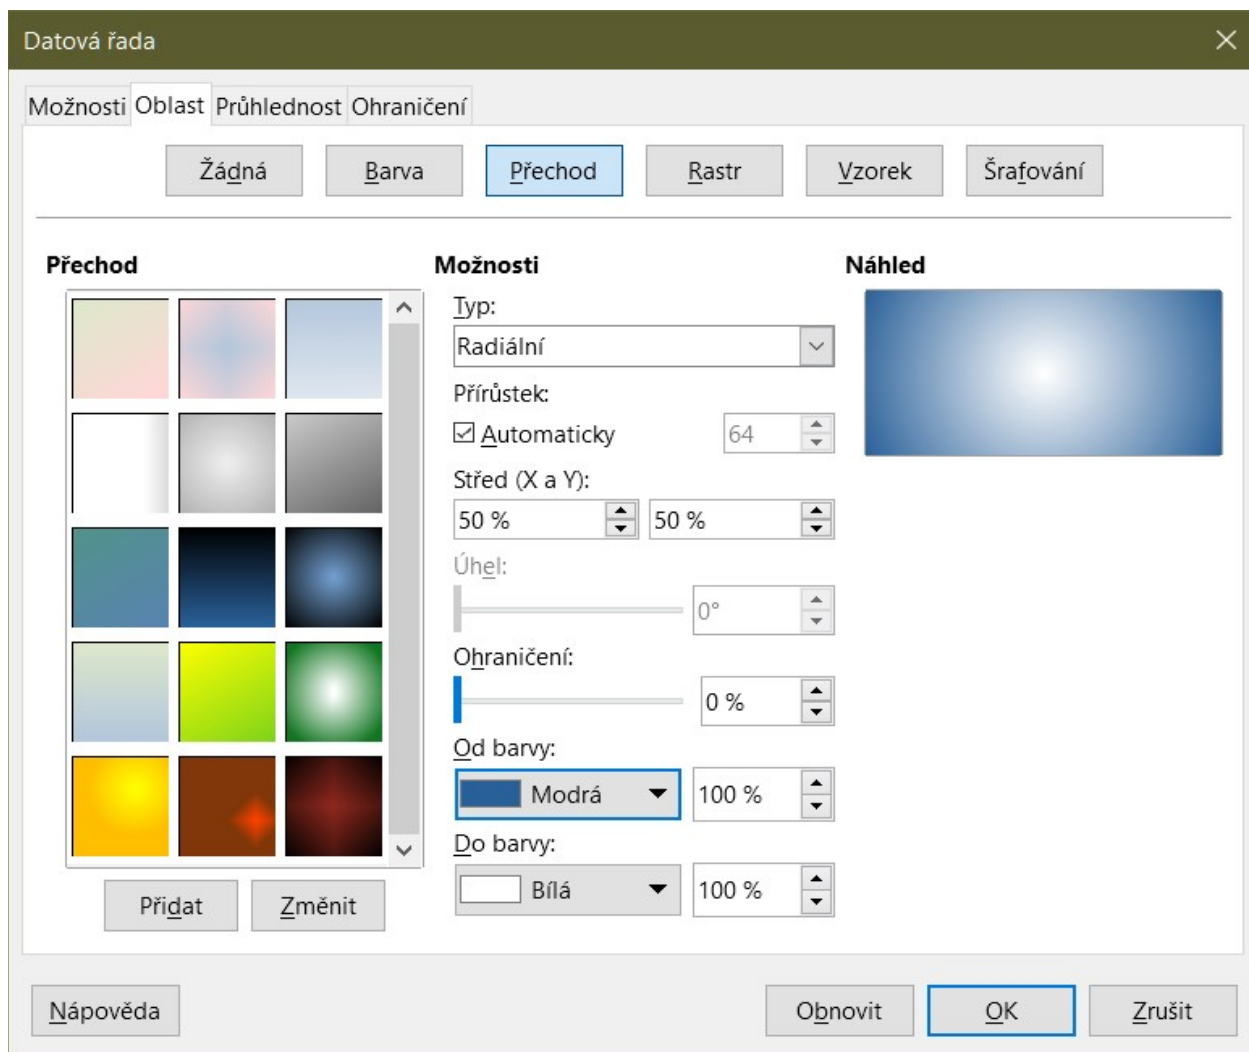 Datová řada
Možnosti Oblast Průhlednost Ohraničení
Žádná Barva Přechod Rastr Vzorek Šrafování
Přechod
Možnosti
Náhled
Typ:
Radiální
Přírůstek:
Automaticky 64
Střed (X a Y):
50 % 50 %
Úhel:
0°
Ohraničení:
0 %
Od barvy:
Modrá 100 %
Do barvy:
Bílá 100 %
Přidat Změnit
Nápověda Obnovit OK Zrušit